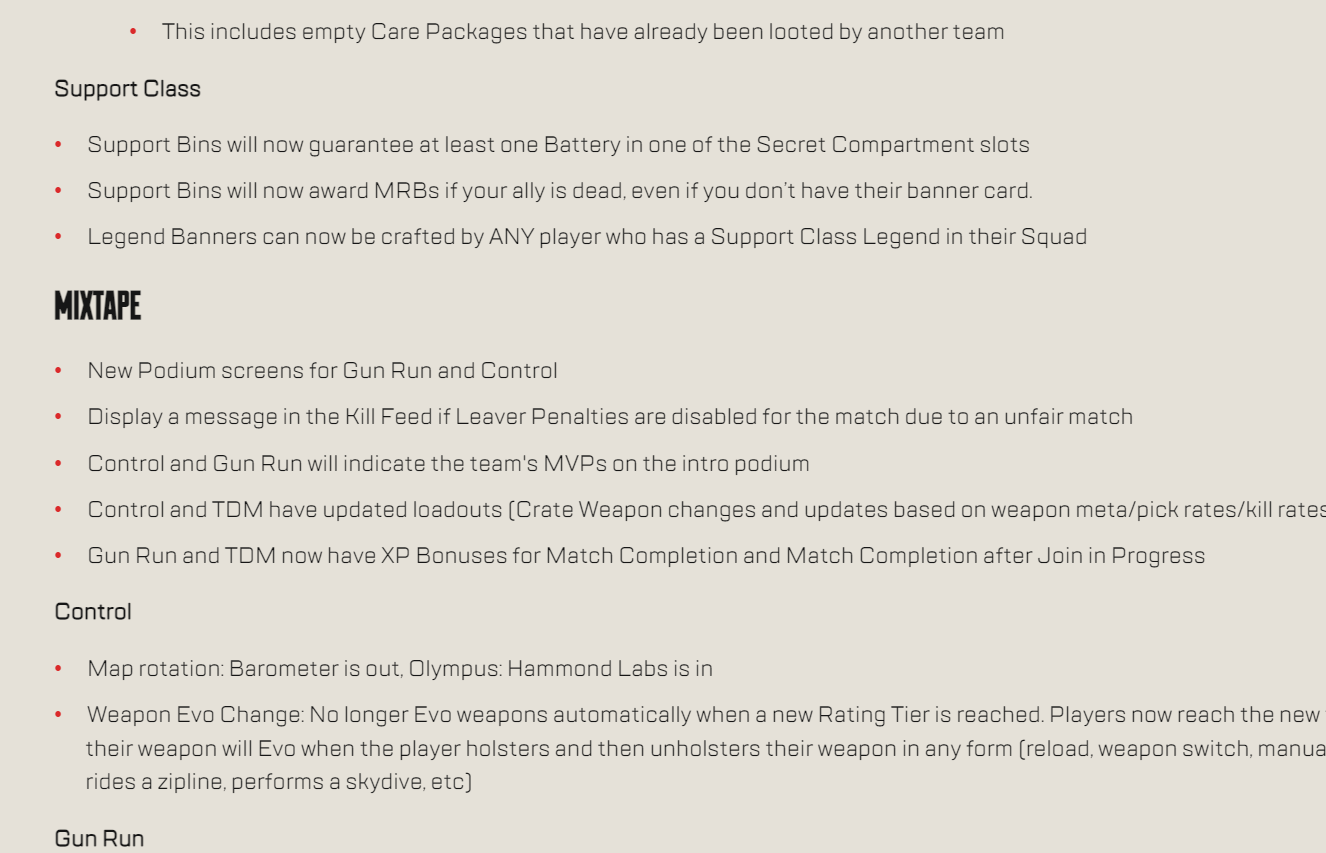 • This includes empty Care Packages that have already been looted by another team
Support Class
• Support Bins will now guarantee at least one Battery in one of the Secret Compartment slots
• Support Bins will now award MRBs if your ally is dead, even if you don't have their banner card.
• Legend Banners can now be crafted by ANY player who has a Support Class Legend in their Squad
MIXTAPE
• New Podium screens for Gun Run and Control
• Display a message in the Kill Feed if Leaver Penalties are disabled for the match due to an unfair match
• Control and Gun Run will indicate the team's MVPs on the intro podium
• Control and TDM have updated loadouts (Crate Weapon changes and updates based on weapon meta/pick rates/kill rates
• Gun Run and TDM now have XP Bonuses for Match Completion and Match Completion after Join in Progress
Control
• Map rotation: Barometer is out, Olympus: Hammond Labs is in
• Weapon Evo Change: No longer Evo weapons automatically when a new Rating Tier is reached. Players now reach the new
their weapon will Evo when the player holsters and then unholsters their weapon in any form (reload, weapon switch, manua
rides a zipline, performs a skydive, etc)
Gun Run